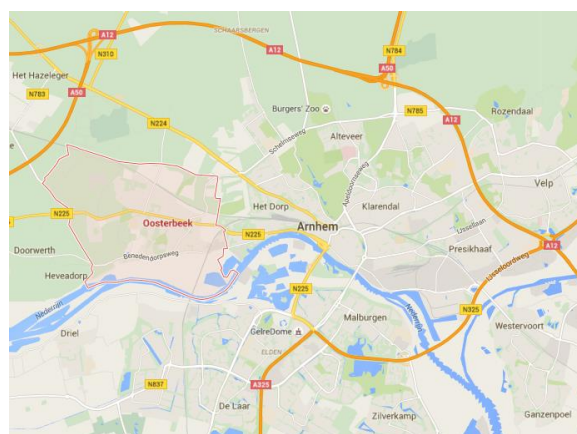 A12
SCHAARSBERGEN
N784
N310
A12
A50
Het Hazeleger
A50
N783
Burgers' Zoo
N785
A12
Rozendaal
N224
Schelmseweg
Alteveer
Apeldoornseweg
Velp
Het Dorp
Klarendal
N225
Oosterbeek
N225
Arnhem
IJssellaan
Presikhaaf
A12
Doorwerth
Benedendorpsweg
IJsseloordweg
Heveadorp
N225
Nederrijn
Nederrijn
Malburgen
N325
Driel
GelreDome
Westervoort
ELDEN
N837
A325
De Laar
Zilverkamp
Ganzenpoel